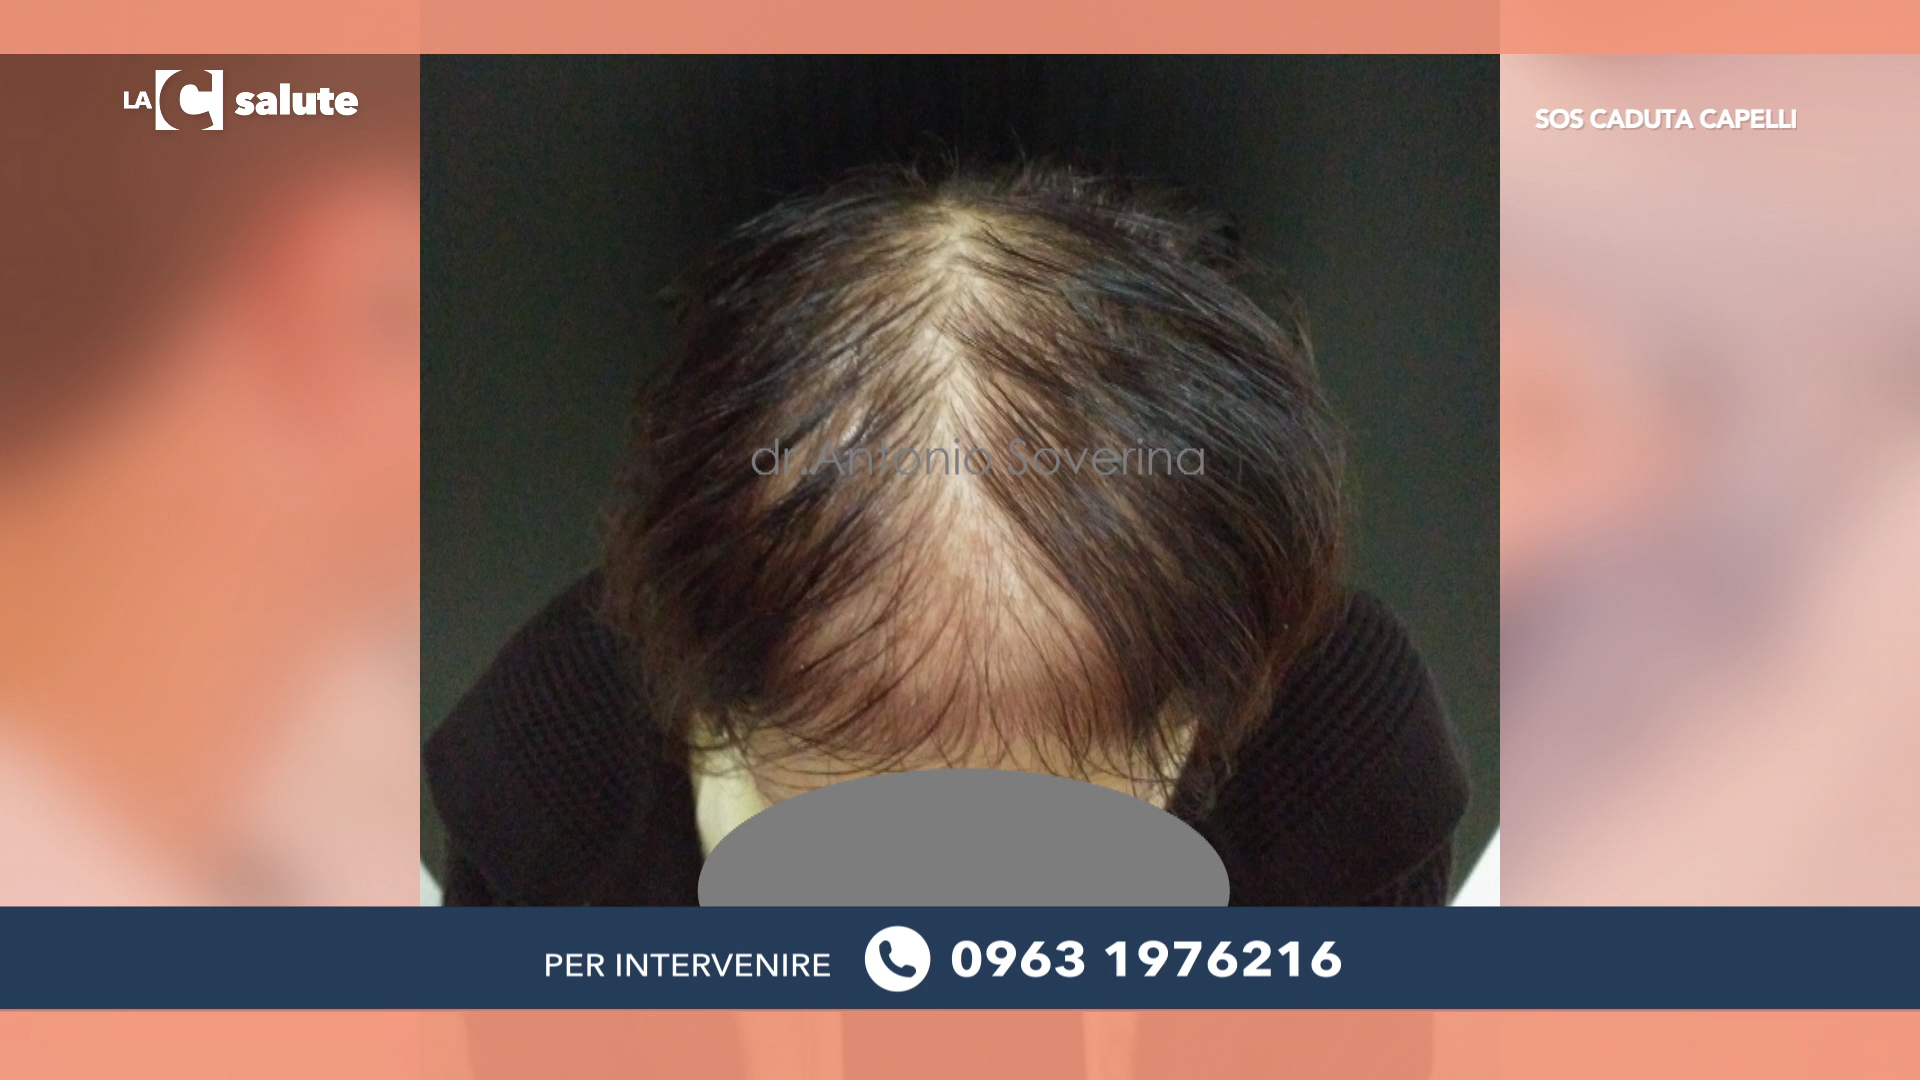 LA C salute
SOS CADUTA CAPELLI
dr.Antonio Soverina
PER INTERVENIRE 0963 1976216